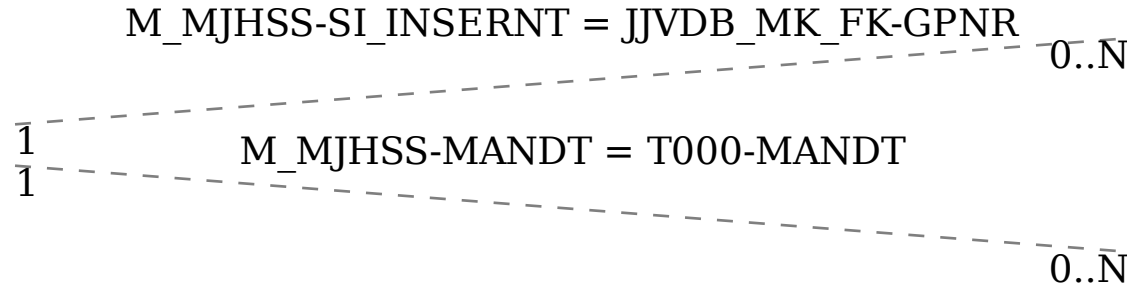 M_MJHSS-SI_INSERNT = JJVDB_MK_FK-GPNR
0..N
1
M_MJHSS-MANDT = T000-MANDT
1
0..N